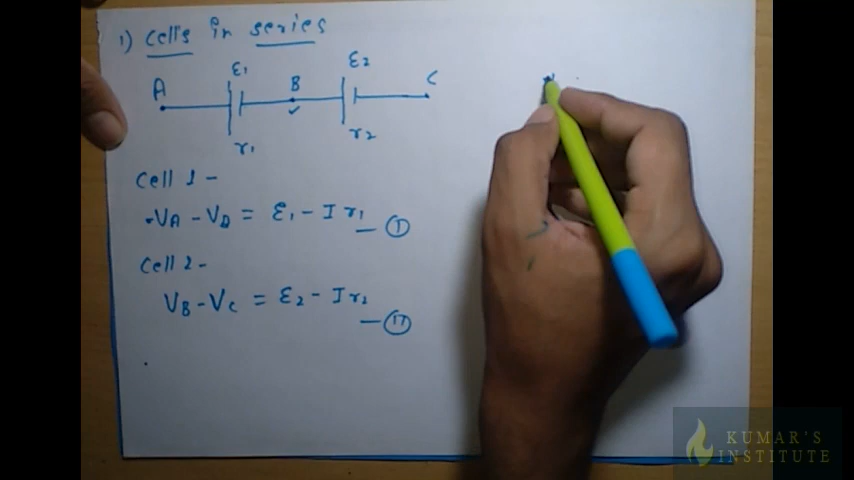 1) Cells in series
ε1 ε2
A B C
r1 r2
Cell 1 -
VA - VB = ε1 - I r1 — I
Cell 2 -
VB - VC = ε2 - I r2
— II
KUMAR'S
INSTITUTE